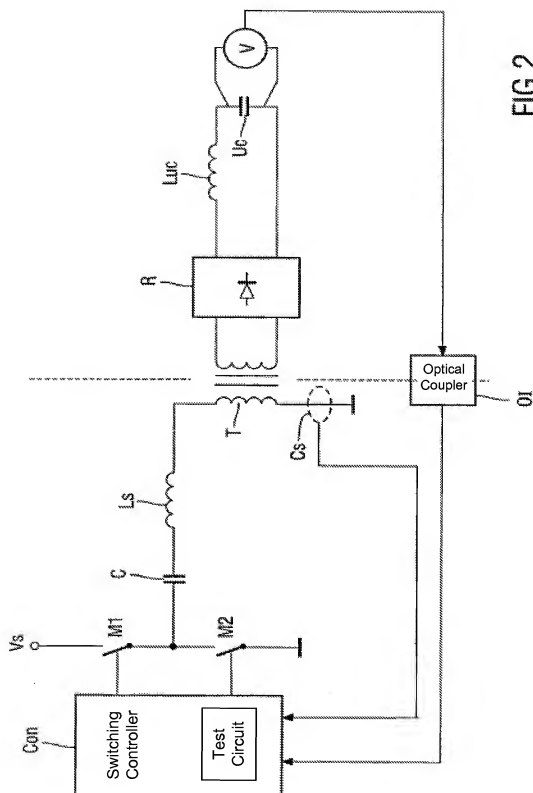 Con
Switching
Controller
Test
Circuit
Vs
M1
M2
C
Ls
T
Cs
R
Luc
Uc
V
Optical
Coupler
OI
FIG 2